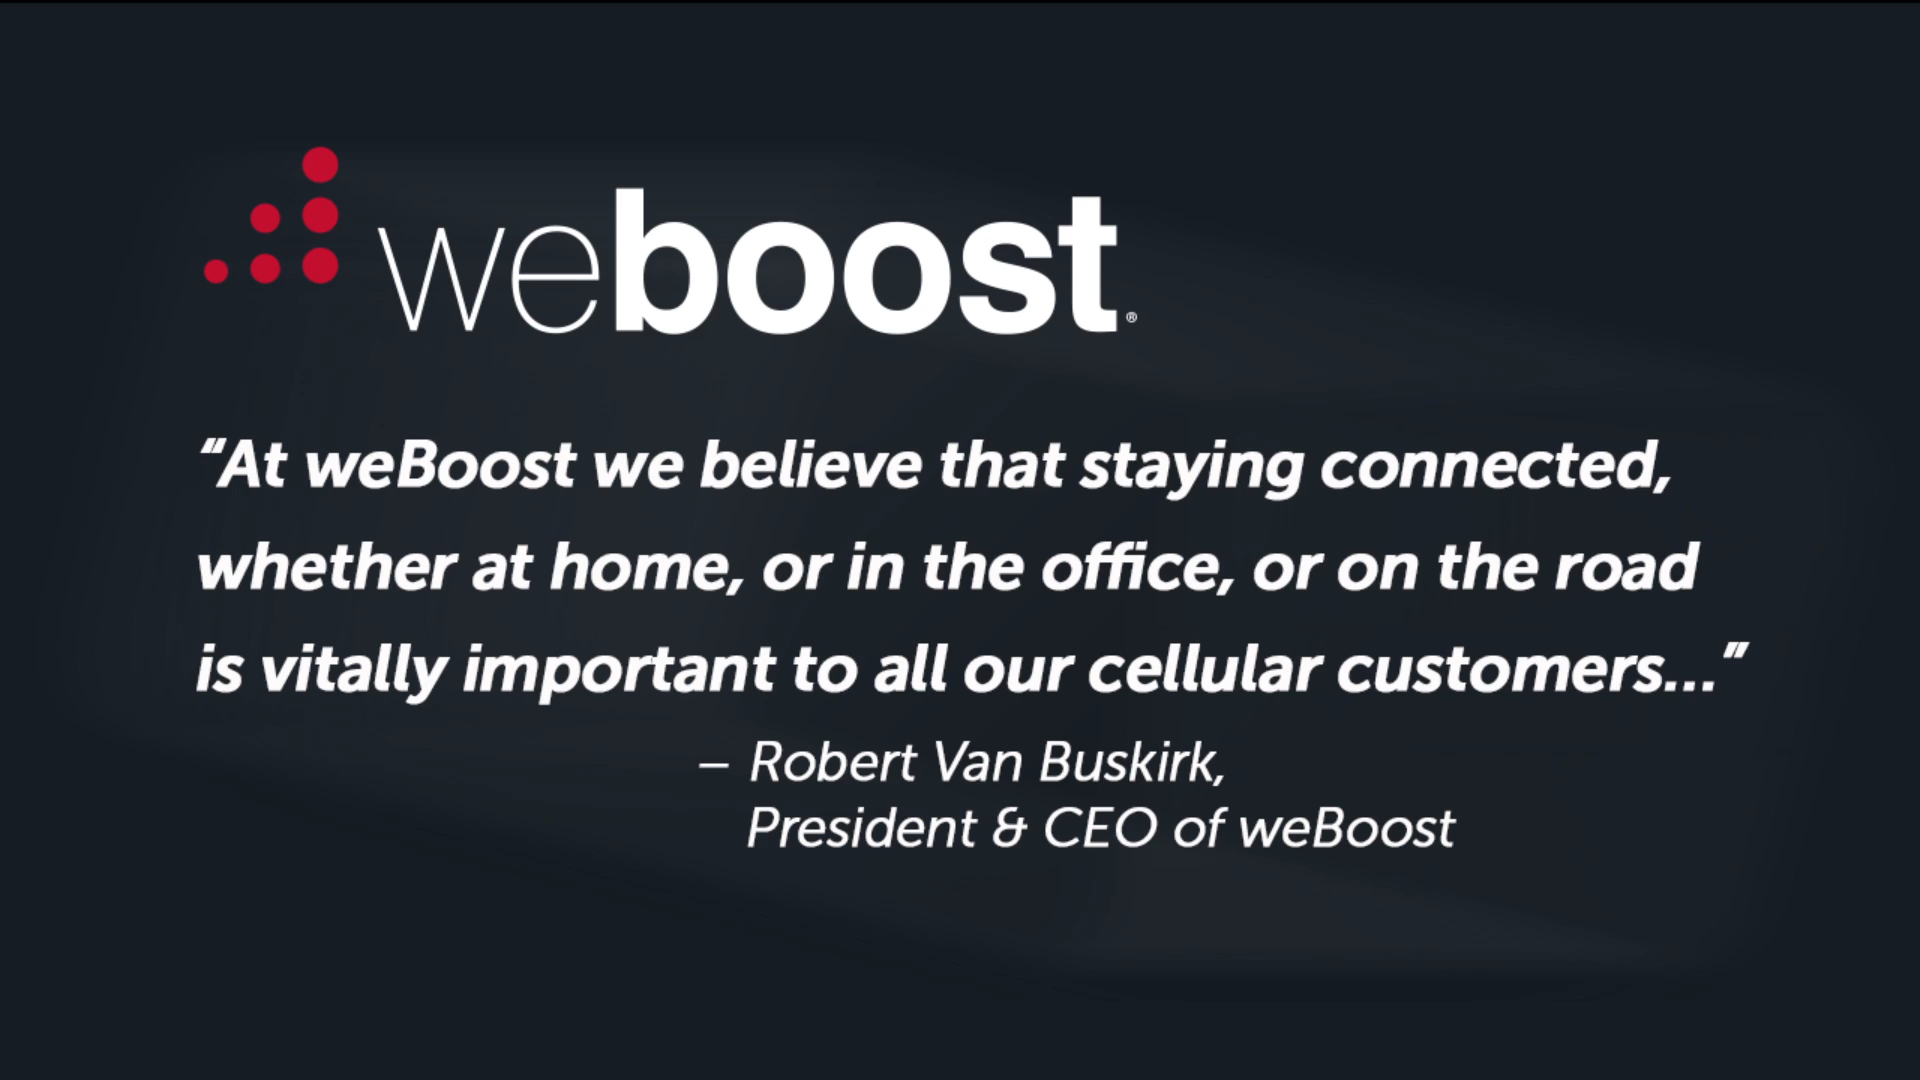 weboost®
“At weBoost we believe that staying connected,
whether at home, or in the office, or on the road
is vitally important to all our cellular customers...”
– Robert Van Buskirk,
President & CEO of weBoost